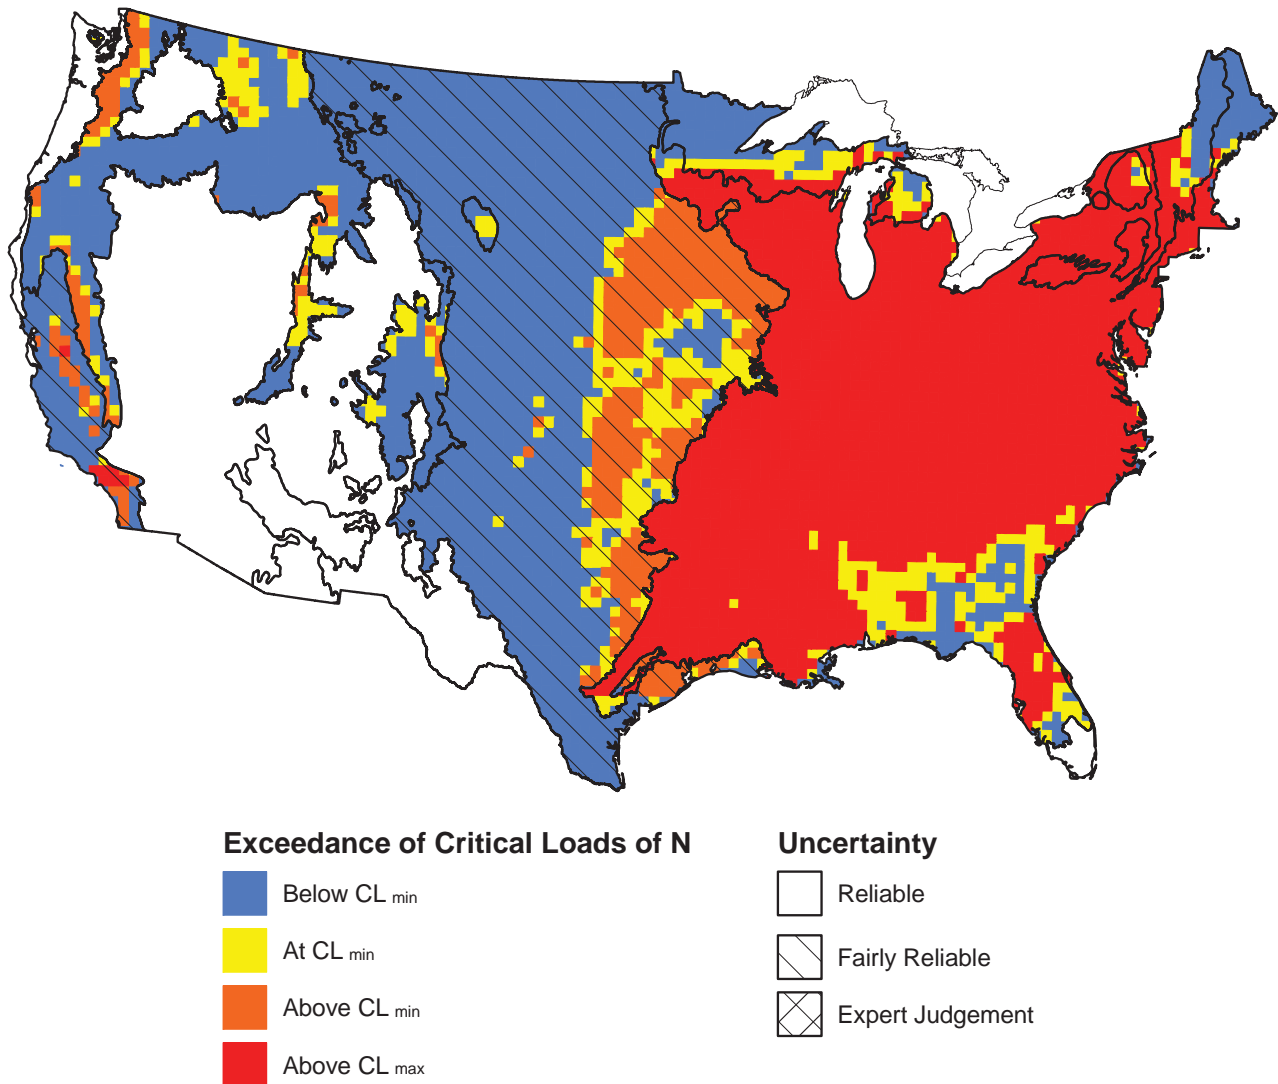 Exceedance of Critical Loads of N
Below CL min
At CL min
Above CL min
Above CL max
Uncertainty
Reliable
Fairly Reliable
Expert Judgement